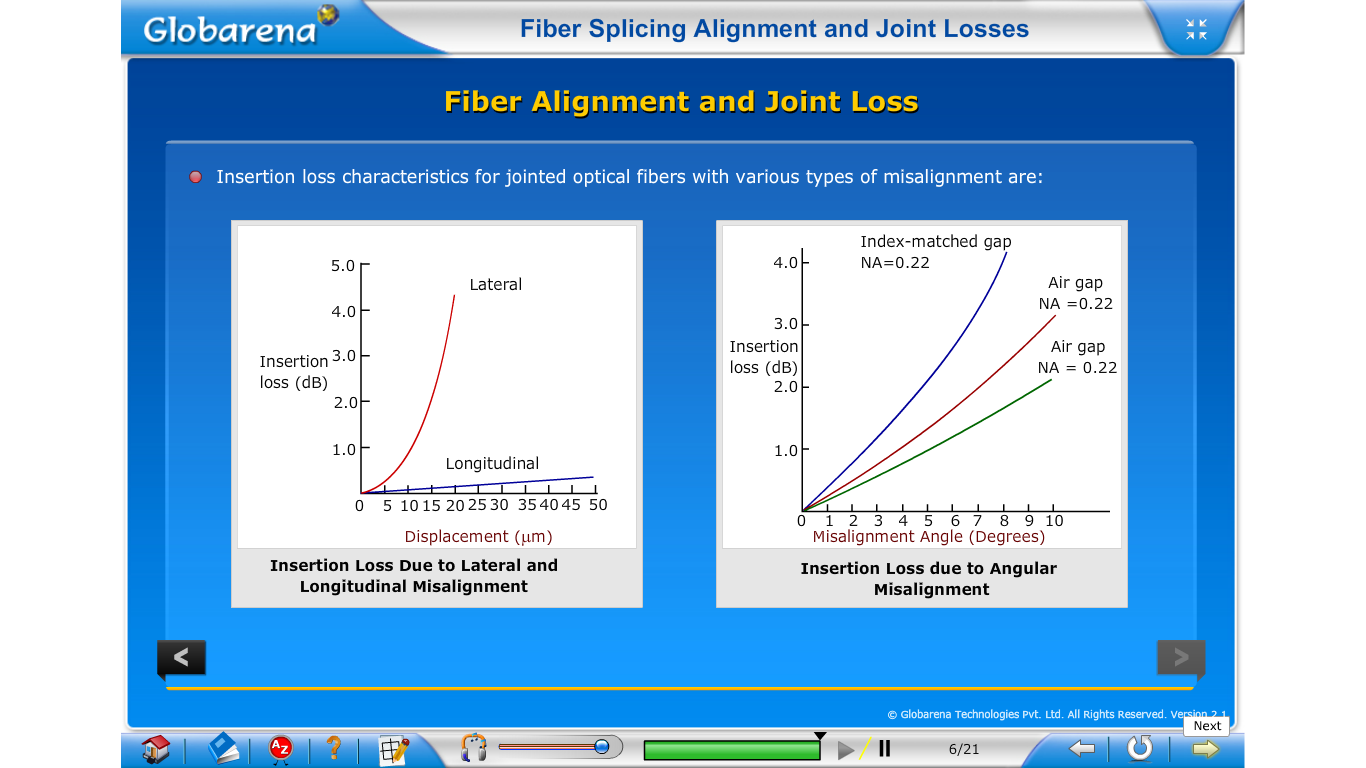 Globarena
Fiber Splicing Alignment and Joint Losses
Fiber Alignment and Joint Loss
Insertion loss characteristics for jointed optical fibers with various types of misalignment are:
5.0
4.0
3.0
2.0
1.0
Insertion
loss (dB)
Lateral
Longitudinal
0 5 10 15 20 25 30 35 40 45 50
Displacement (μm)
Insertion Loss Due to Lateral and
Longitudinal Misalignment
Index-matched gap
NA=0.22
Air gap
NA =0.22
Air gap
NA = 0.22
4.0
3.0
Insertion
loss (dB)
2.0
1.0
0 1 2 3 4 5 6 7 8 9 10
Misalignment Angle (Degrees)
Insertion Loss due to Angular
Misalignment
<
>
© Globarena Technologies Pvt. Ltd. All Rights Reserved. Version 2.1
Next
A Z
?
6/21